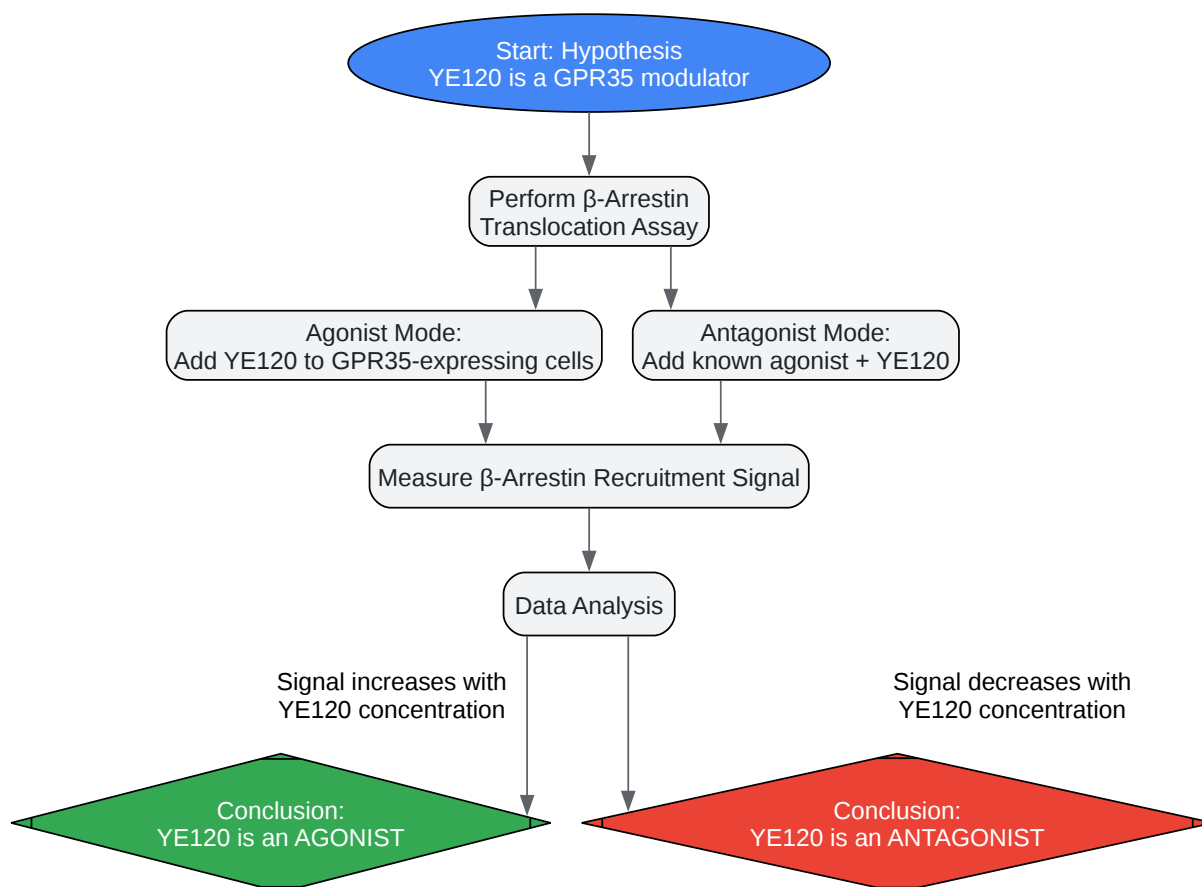 Start: Hypothesis
YE120 is a GPR35 modulator
Perform β-Arrestin
Translocation Assay
Agonist Mode:
Add YE120 to GPR35-expressing cells
Antagonist Mode:
Add known agonist + YE120
Measure β-Arrestin Recruitment Signal
Data Analysis
Signal increases with
YE120 concentration
Signal decreases with
YE120 concentration
Conclusion:
YE120 is an AGONIST
Conclusion:
YE120 is an ANTAGONIST